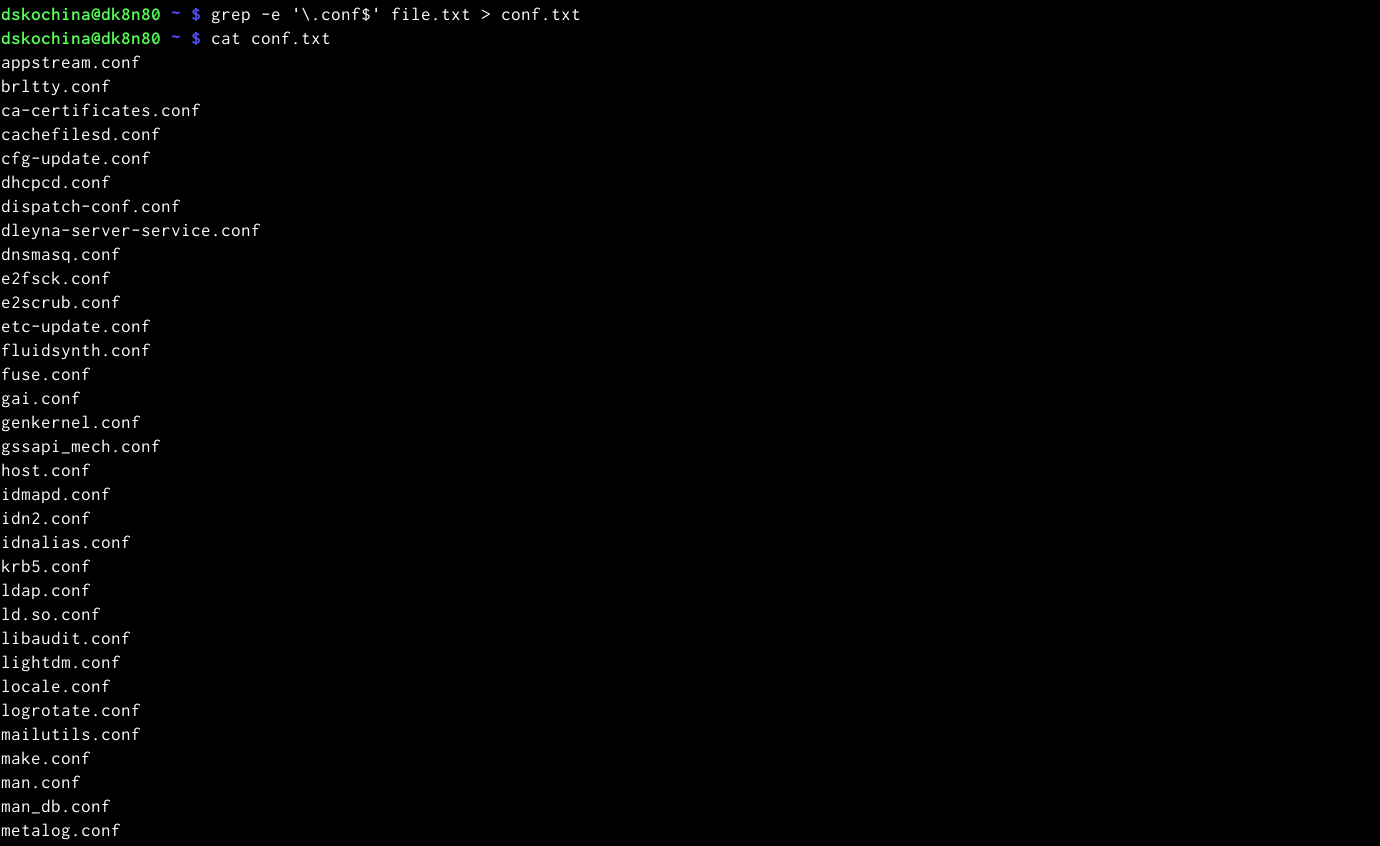 dskochina@dk8n80 ~ $ grep -e '\.conf$' file.txt > conf.txt
dskochina@dk8n80 ~ $ cat conf.txt
appstream.conf
brltty.conf
ca-certificates.conf
cachefilesd.conf
cfg-update.conf
dhcpcd.conf
dispatch-conf.conf
dleyna-server-service.conf
dnsmasq.conf
e2fsck.conf
e2scrub.conf
etc-update.conf
fluidsynth.conf
fuse.conf
gai.conf
genkernel.conf
gssapi_mech.conf
host.conf
idmapd.conf
idn2.conf
idnalias.conf
krb5.conf
ldap.conf
ld.so.conf
libaudit.conf
lightdm.conf
locale.conf
logrotate.conf
mailutils.conf
make.conf
man.conf
man_db.conf
metalog.conf